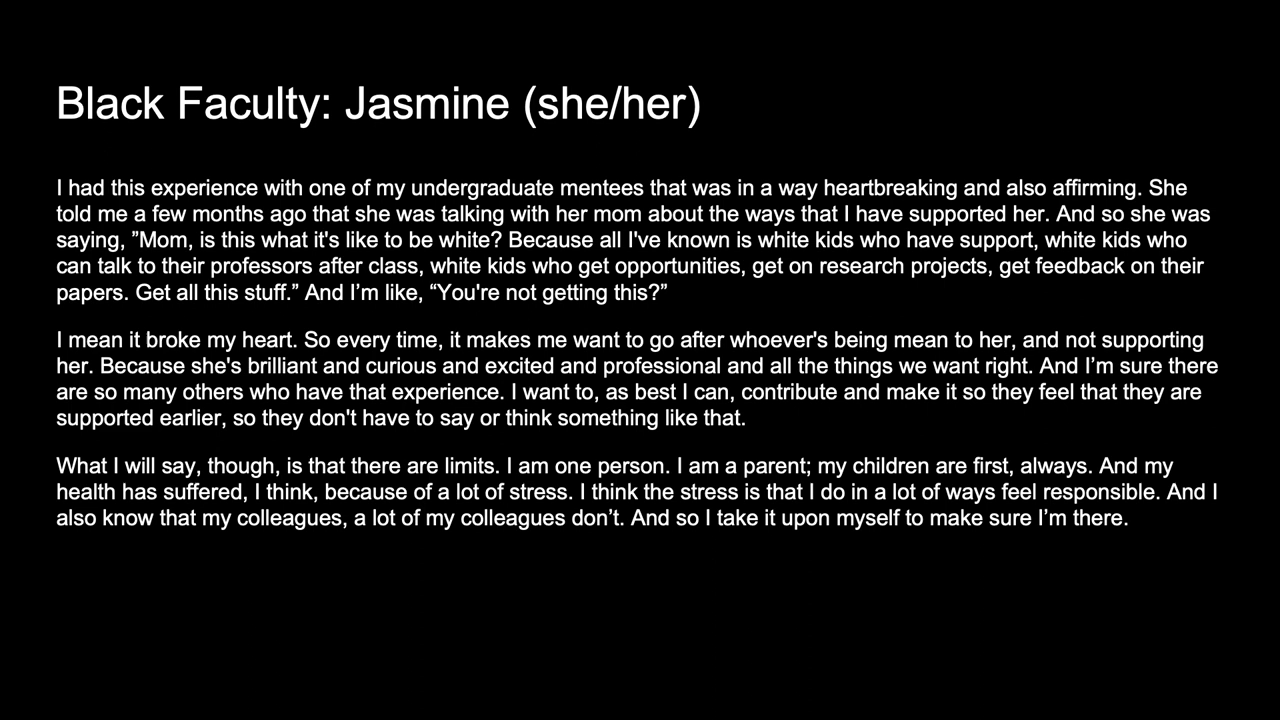 Black Faculty: Jasmine (she/her)
I had this experience with one of my undergraduate mentees that was in a way heartbreaking and also affirming. She
told me a few months ago that she was talking with her mom about the ways that I have supported her. And so she was
saying, ”Mom, is this what it's like to be white? Because all I've known is white kids who have support, white kids who
can talk to their professors after class, white kids who get opportunities, get on research projects, get feedback on their
papers. Get all this stuff.” And I’m like, “You're not getting this?”
I mean it broke my heart. So every time, it makes me want to go after whoever's being mean to her, and not supporting
her. Because she's brilliant and curious and excited and professional and all the things we want right. And I’m sure there
are so many others who have that experience. I want to, as best I can, contribute and make it so they feel that they are
supported earlier, so they don't have to say or think something like that.
What I will say, though, is that there are limits. I am one person. I am a parent; my children are first, always. And my
health has suffered, I think, because of a lot of stress. I think the stress is that I do in a lot of ways feel responsible. And I
also know that my colleagues, a lot of my colleagues don’t. And so I take it upon myself to make sure I’m there.